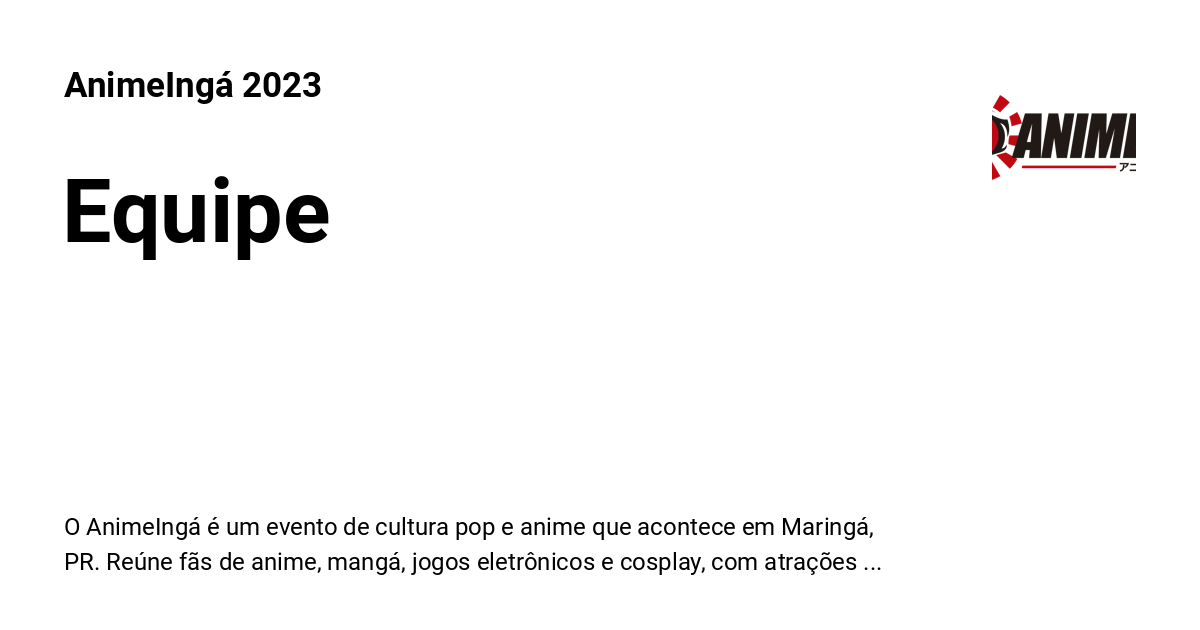 AnimeIngá 2023
ANIM
アニ
Equipe
O AnimeIngá é um evento de cultura pop e anime que acontece em Maringá,
PR. Reúne fãs de anime, mangá, jogos eletrônicos e cosplay, com atrações ...